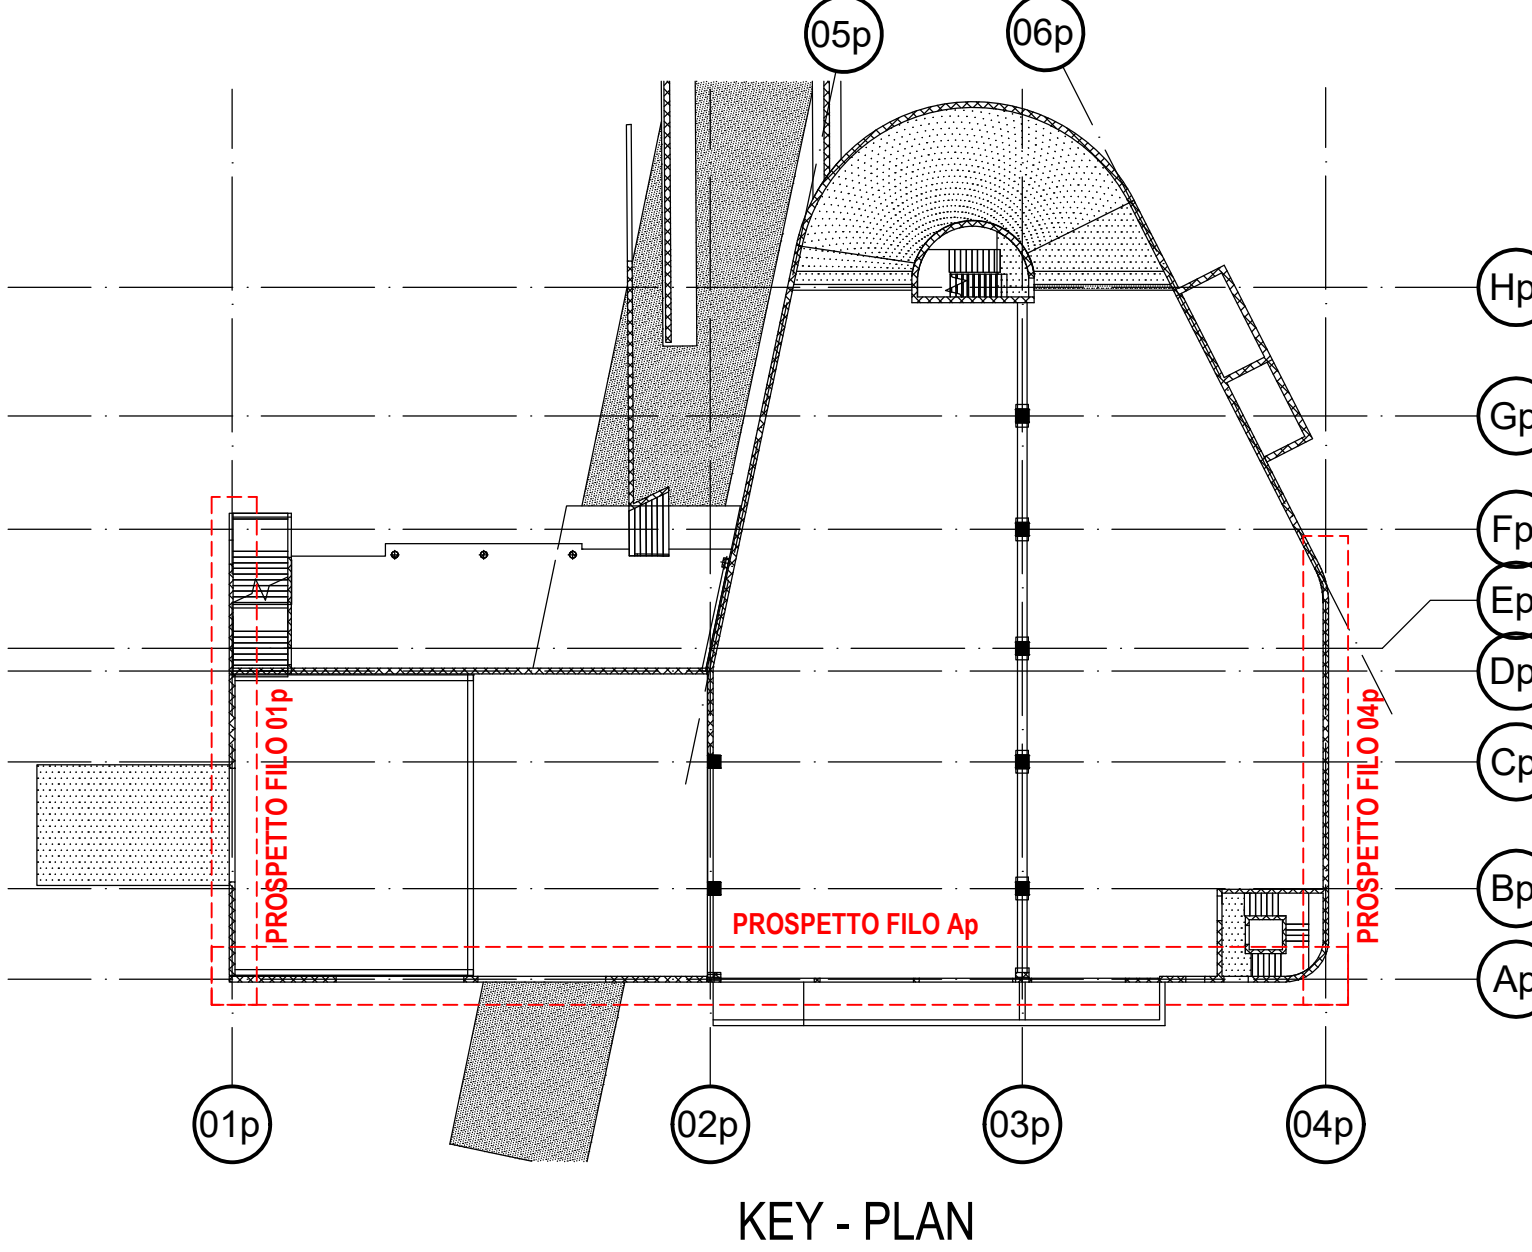 05p
06p
Hp
Gp
Fp
Ep
Dp
Cp
Bp
Ap
PROSPETTO FILO 01p
PROSPETTO FILO Ap
PROSPETTO FILO 04p
01p
02p
03p
04p
KEY - PLAN